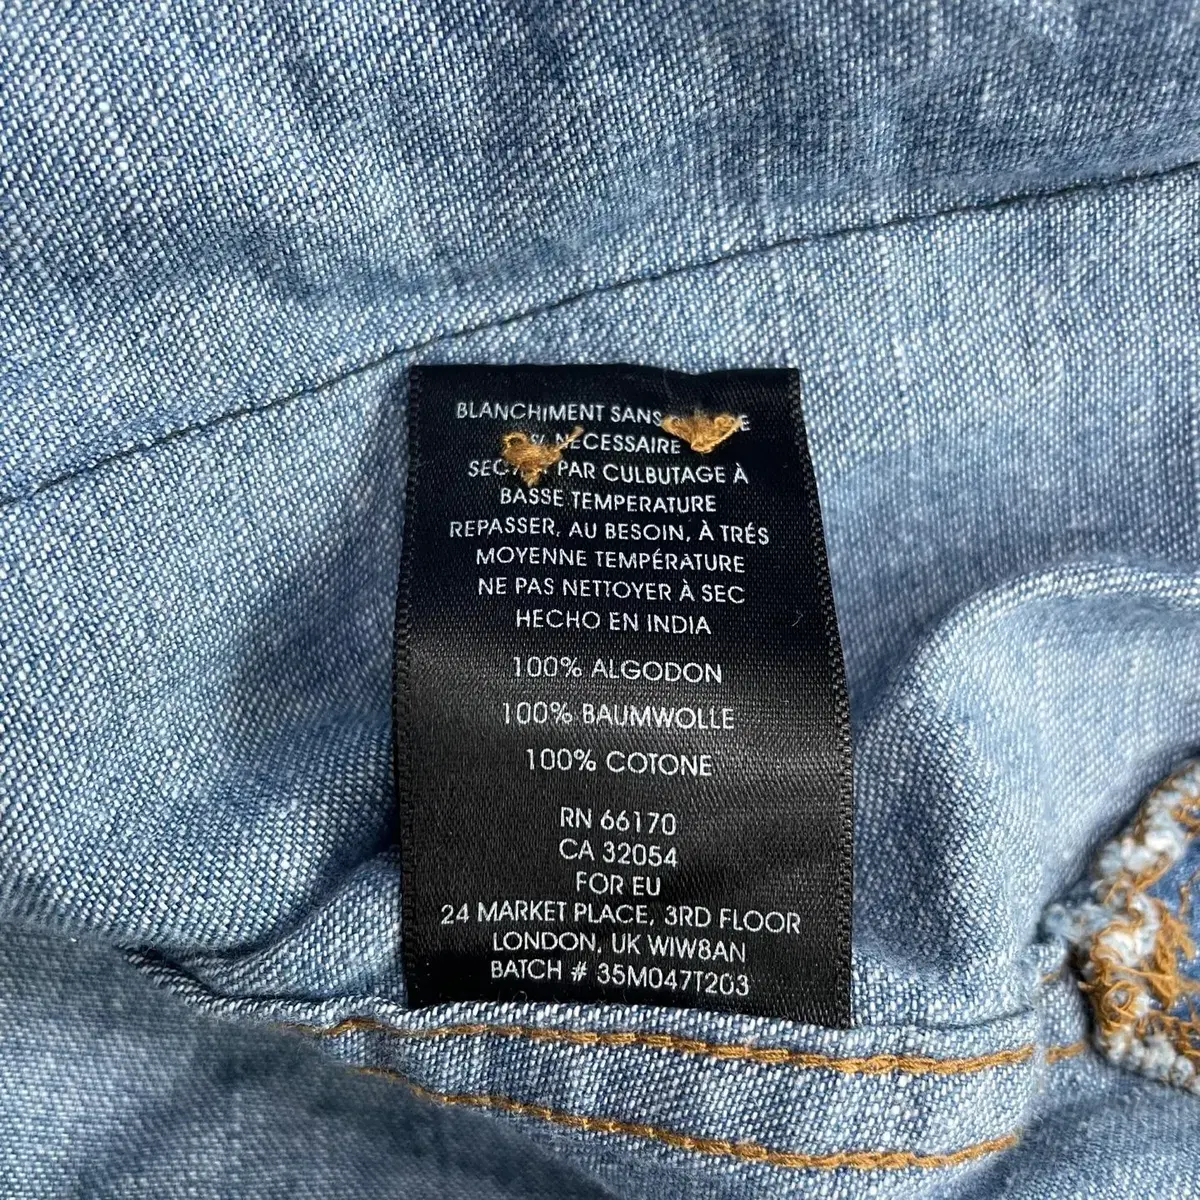 BLANCHIMENT SANS
SI NECESSAIRE
PAR CULBUTAGE À
BASSE TEMPERATURE
REPASSER, AU BESOIN, À TRÉS
MOYENNE TEMPÉRATURE
NE PAS NETTOYER À SEC
HECHO EN INDIA
100% ALGODON
100% BAUMWOLLE
100% COTONE
RN 66170
CA 32054
FOR EU
24 MARKET PLACE, 3RD FLOOR
LONDON, UK WIW8AN
BATCH # 35M047T203